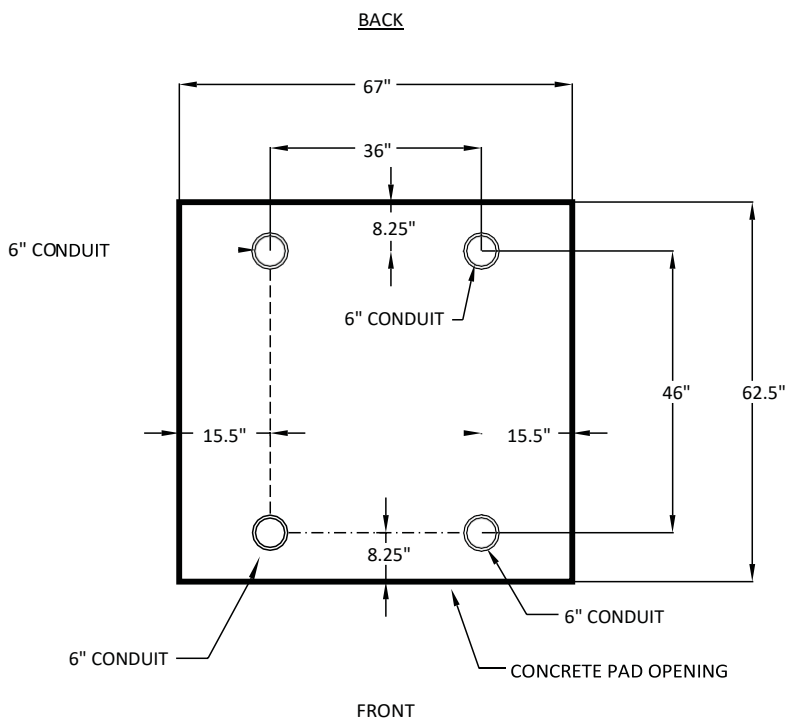 BACK
67"
36"
8.25"
6" CONDUIT
6" CONDUIT
46"
62.5"
15.5"
15.5"
8.25"
6" CONDUIT
6" CONDUIT
CONCRETE PAD OPENING
FRONT